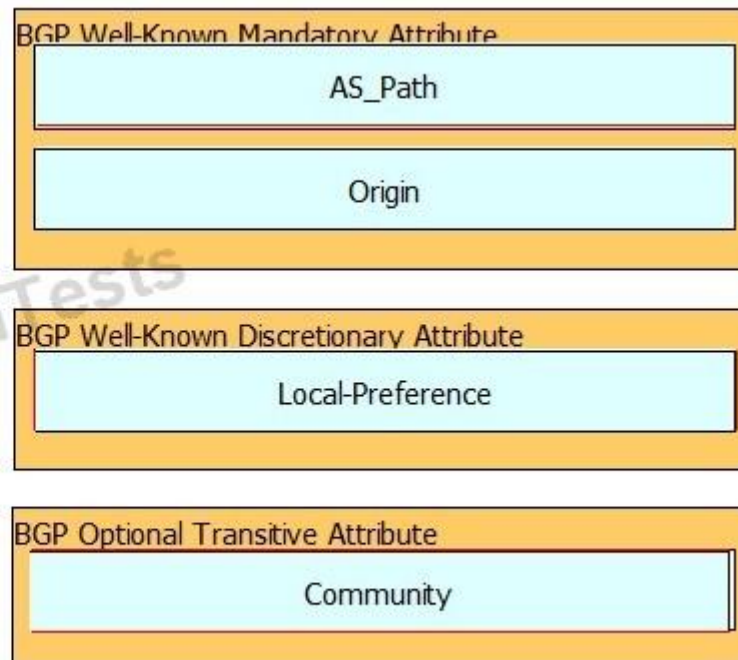 BGP Well-Known Mandatory Attribute
AS_Path
Origin
Tests
BGP Well-Known Discretionary Attribute
Local-Preference
BGP Optional Transitive Attribute
Community